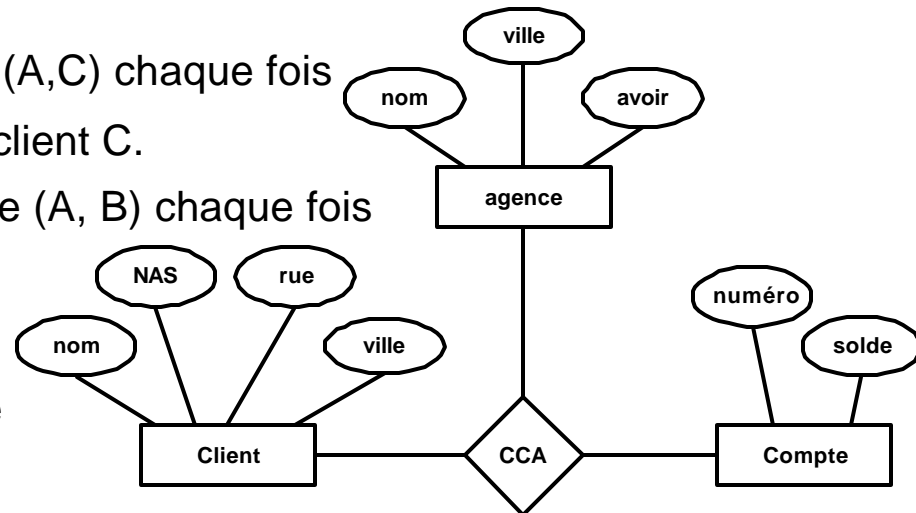 ville
(A,C) chaque fois
nom
avoir
client C.
agence
(A, B) chaque fois
NAS
rue
numéro
nom
ville
solde
Client
CCA
Compte